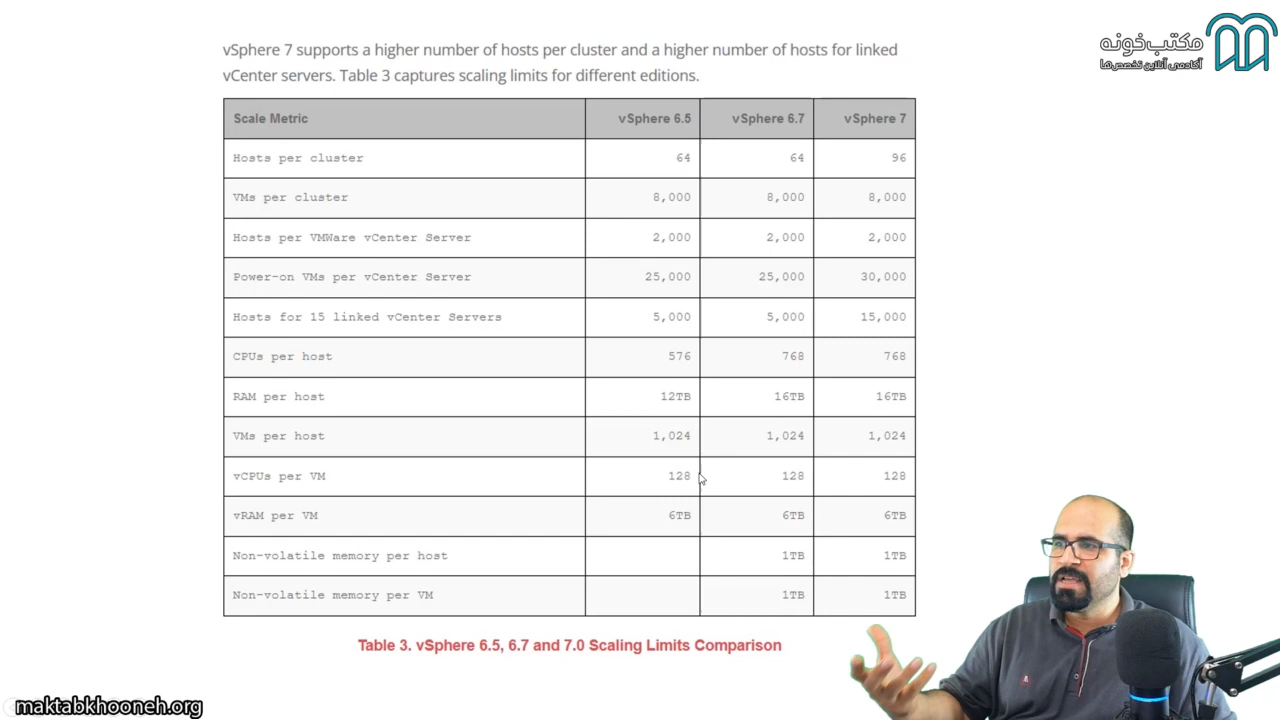 vSphere 7 supports a higher number of hosts per cluster and a higher number of hosts for linked
vCenter servers. Table 3 captures scaling limits for different editions.
مکتب‌خونه
آکادمی آنلاین تخصص‌ها
Scale Metric vSphere 6.5 vSphere 6.7 vSphere 7
Hosts per cluster 64 64 96
VMs per cluster 8,000 8,000 8,000
Hosts per VMWare vCenter Server 2,000 2,000 2,000
Power-on VMs per vCenter Server 25,000 25,000 30,000
Hosts for 15 linked vCenter Servers 5,000 5,000 15,000
CPUs per host 576 768 768
RAM per host 12TB 16TB 16TB
VMs per host 1,024 1,024 1,024
vCPUs per VM 128 128 128
vRAM per VM 6TB 6TB 6TB
Non-volatile memory per host 1TB 1TB
Non-volatile memory per VM 1TB 1TB
Table 3. vSphere 6.5, 6.7 and 7.0 Scaling Limits Comparison
maktabkhooneh.org